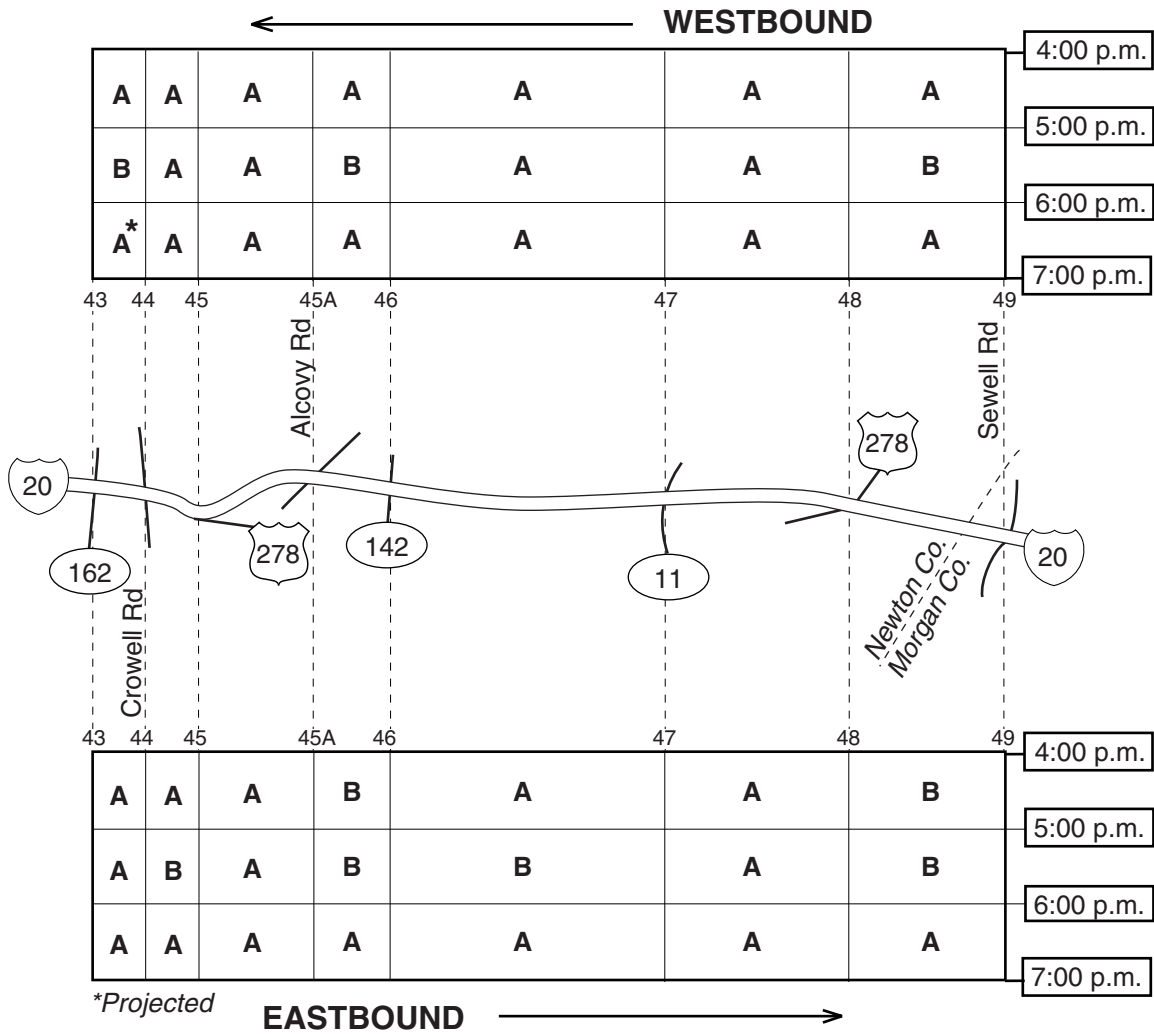 WESTBOUND
4:00 p.m.
A A A A A A A
5:00 p.m.
B A A B A A B
6:00 p.m.
A* A A A A A A
7:00 p.m.
43 44 45 45A 46 47 48 49
Alcovy Rd
Sewell Rd
278
20
142
278
20
162
11
Newton Co.
Morgan Co.
Crowell Rd
43 44 45 45A 46 47 48 49
4:00 p.m.
A A A B A A B
5:00 p.m.
A B A B B A B
6:00 p.m.
A A A A A A A
7:00 p.m.
*Projected
EASTBOUND